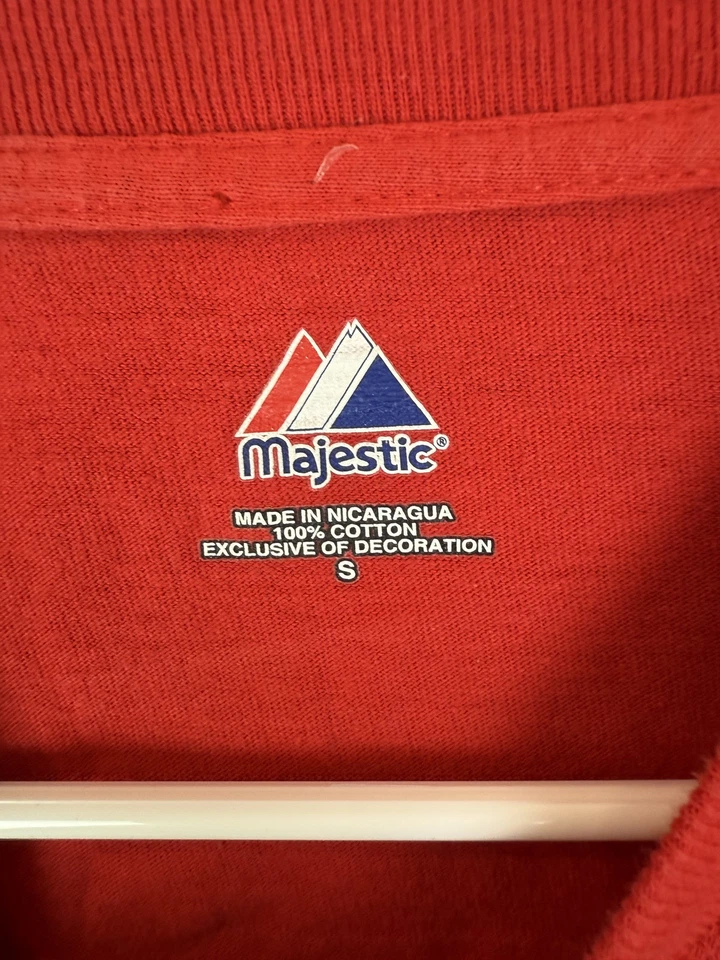 Majestic®
MADE IN NICARAGUA
100% COTTON
EXCLUSIVE OF DECORATION
S